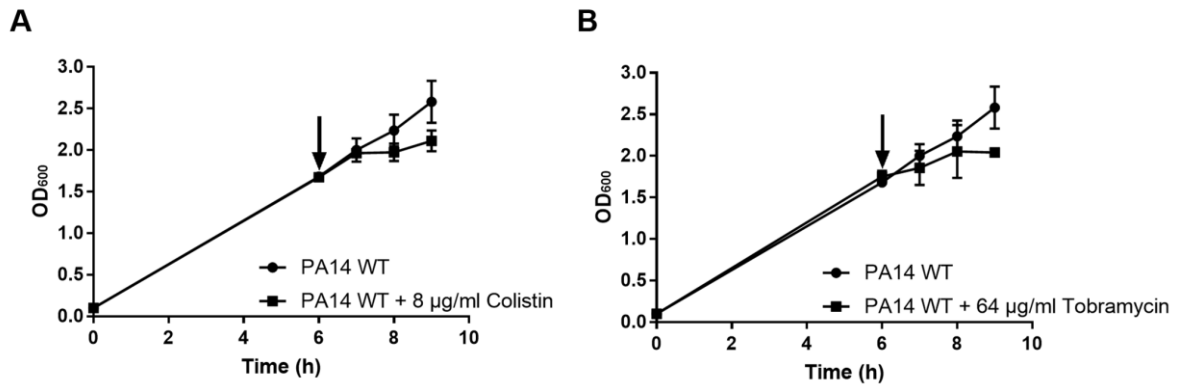 A
3.0
2.5
2.0
1.5
1.0
0.5
0.0
OD₆₀₀
PA14 WT
PA14 WT + 8 µg/ml Colistin
0 2 4 6 8 10
Time (h)
B
3.0
2.5
2.0
1.5
1.0
0.5
0.0
OD₆₀₀
PA14 WT
PA14 WT + 64 µg/ml Tobramycin
0 2 4 6 8 10
Time (h)